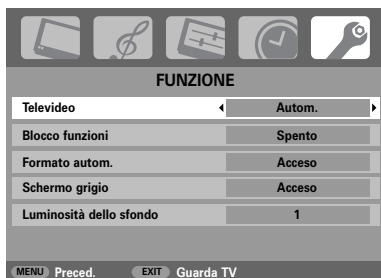 FUNZIONE
Televideo Autom.
Blocco funzioni Spento
Formato autom. Acceso
Schermo grigio Acceso
Luminosità dello sfondo 1
MENU Preced. EXIT Guarda TV